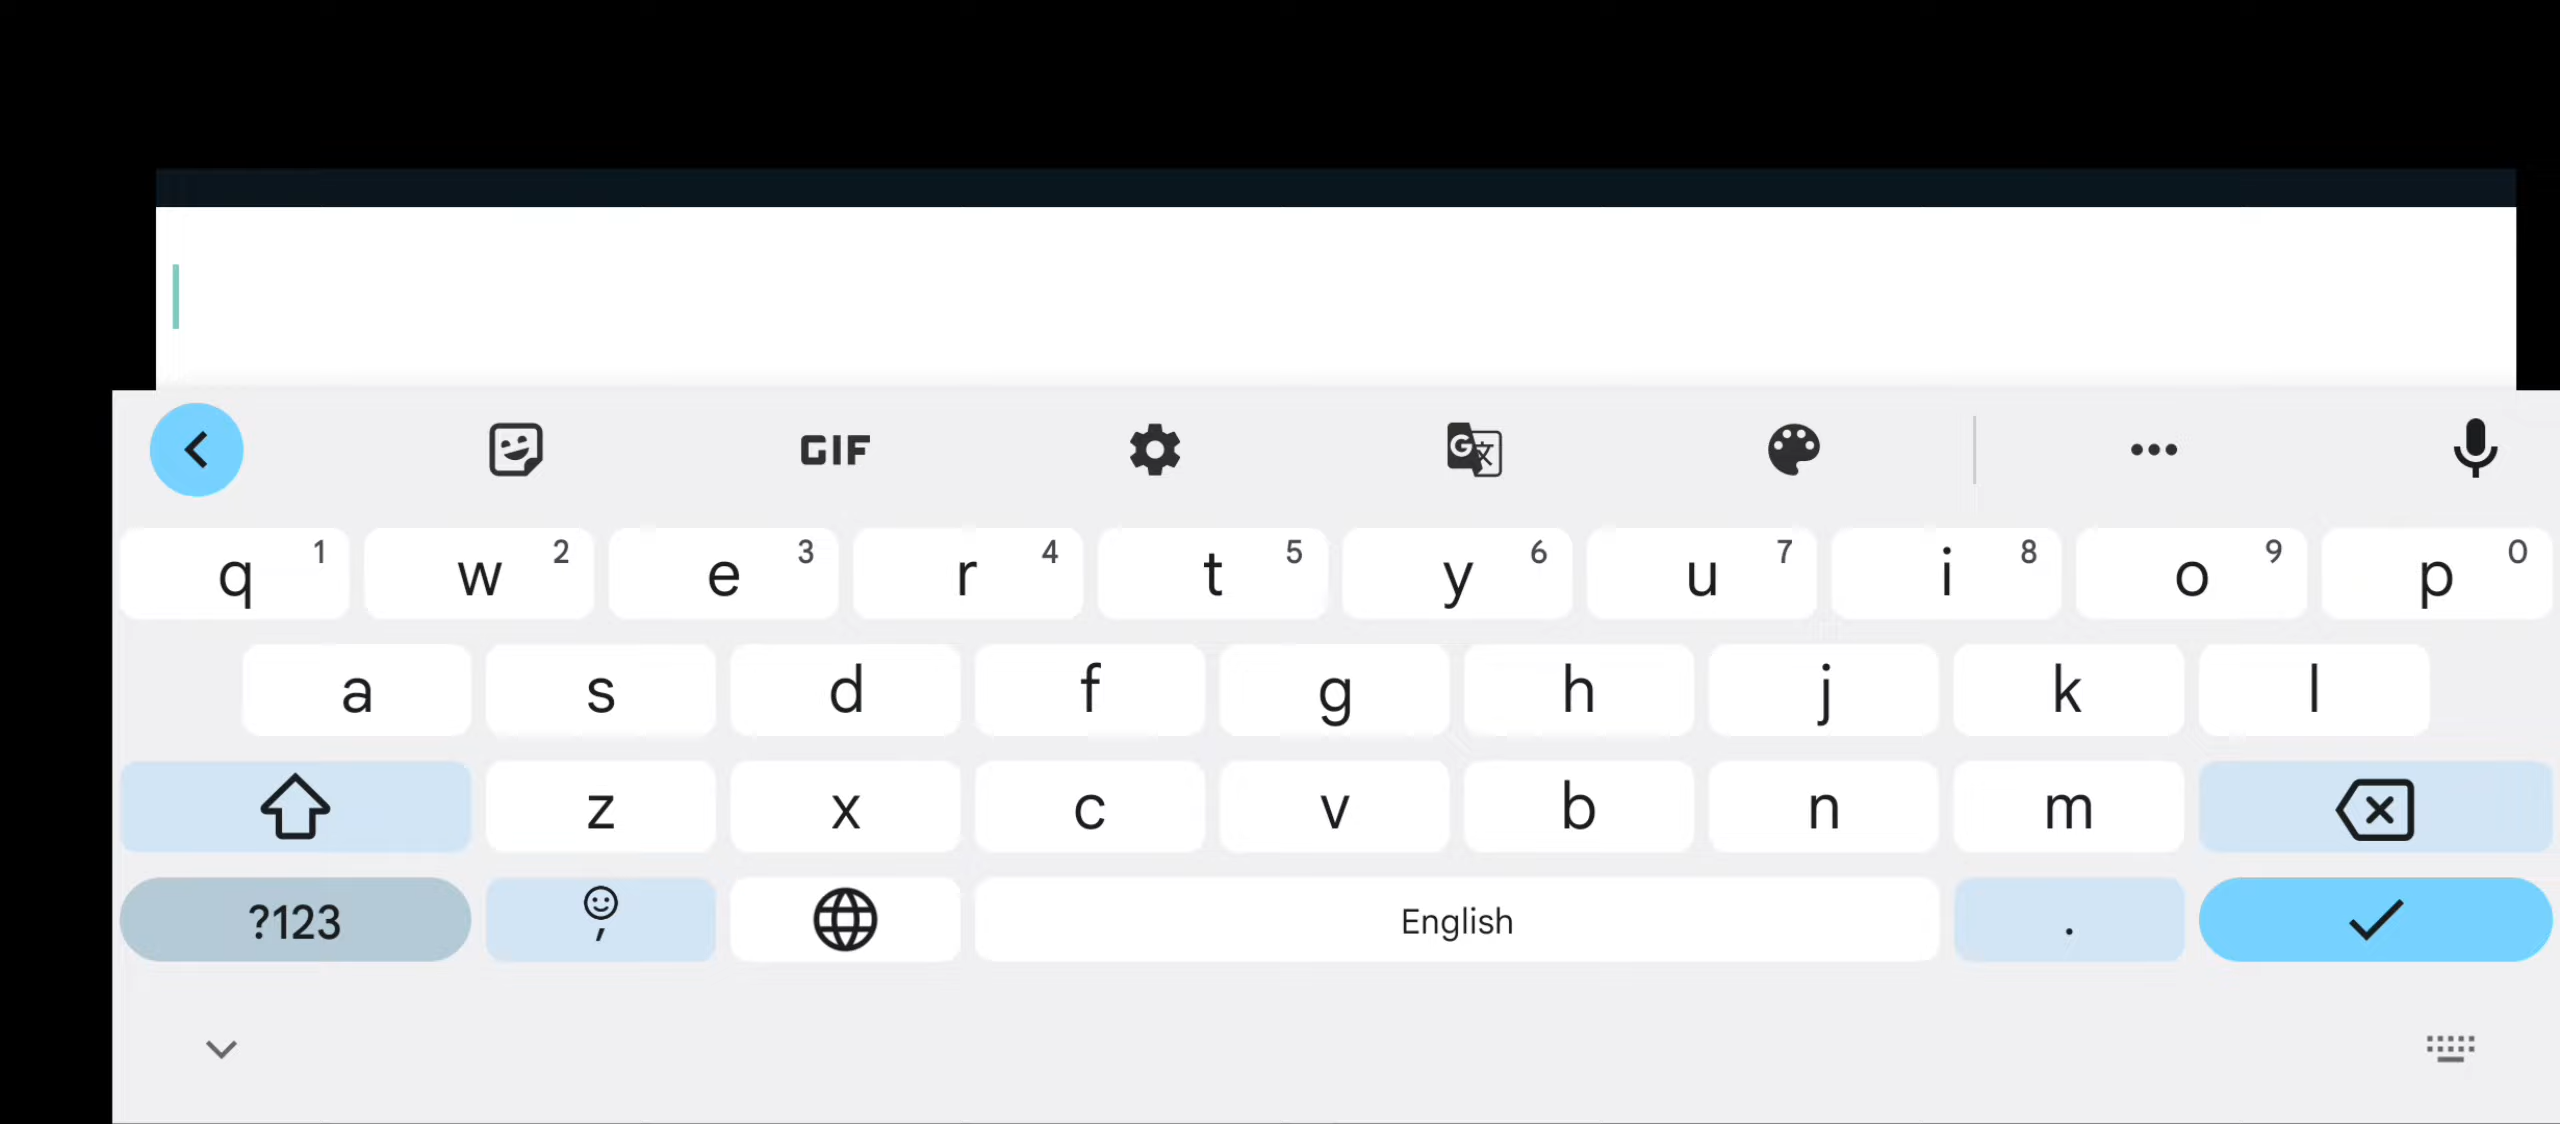 GIF
q 1 w 2 e 3 r 4 t 5 y 6 u 7 i 8 o 9 p 0
a s d f g h j k l
z x c v b n m
?123 , English .